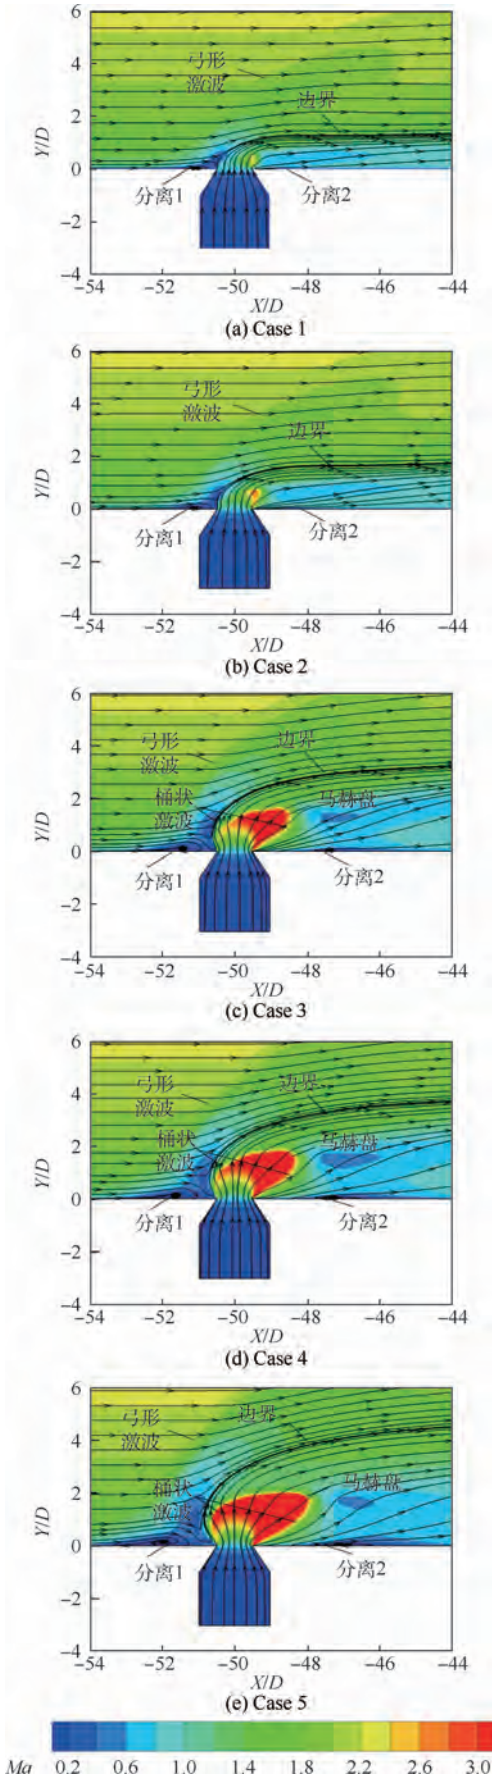 6
4
弓形
激波
边界
2
Y/D
0
分离1
分离2
-2
-4
-54 -52 -50 -48 -46 -44
X/D
(a) Case 1
6
4
弓形
激波
边界
2
Y/D
0
分离1
分离2
-2
-4
-54 -52 -50 -48 -46 -44
X/D
(b) Case 2
6
弓形
激波
边界
4
2
桶状
激波
马赫盘
Y/D
0
分离1
分离2
-2
-4
-54 -52 -50 -48 -46 -44
X/D
(c) Case 3
6
弓形
激波
边界
4
2
桶状
激波
马赫盘
Y/D
0
分离1
分离2
-2
-4
-54 -52 -50 -48 -46 -44
X/D
(d) Case 4
6
弓形
激波
边界
4
2
桶状
激波
马赫盘
Y/D
0
分离1
分离2
-2
-4
-54 -52 -50 -48 -46 -44
X/D
(e) Case 5
Ma 0.2 0.6 1.0 1.4 1.8 2.2 2.6 3.0